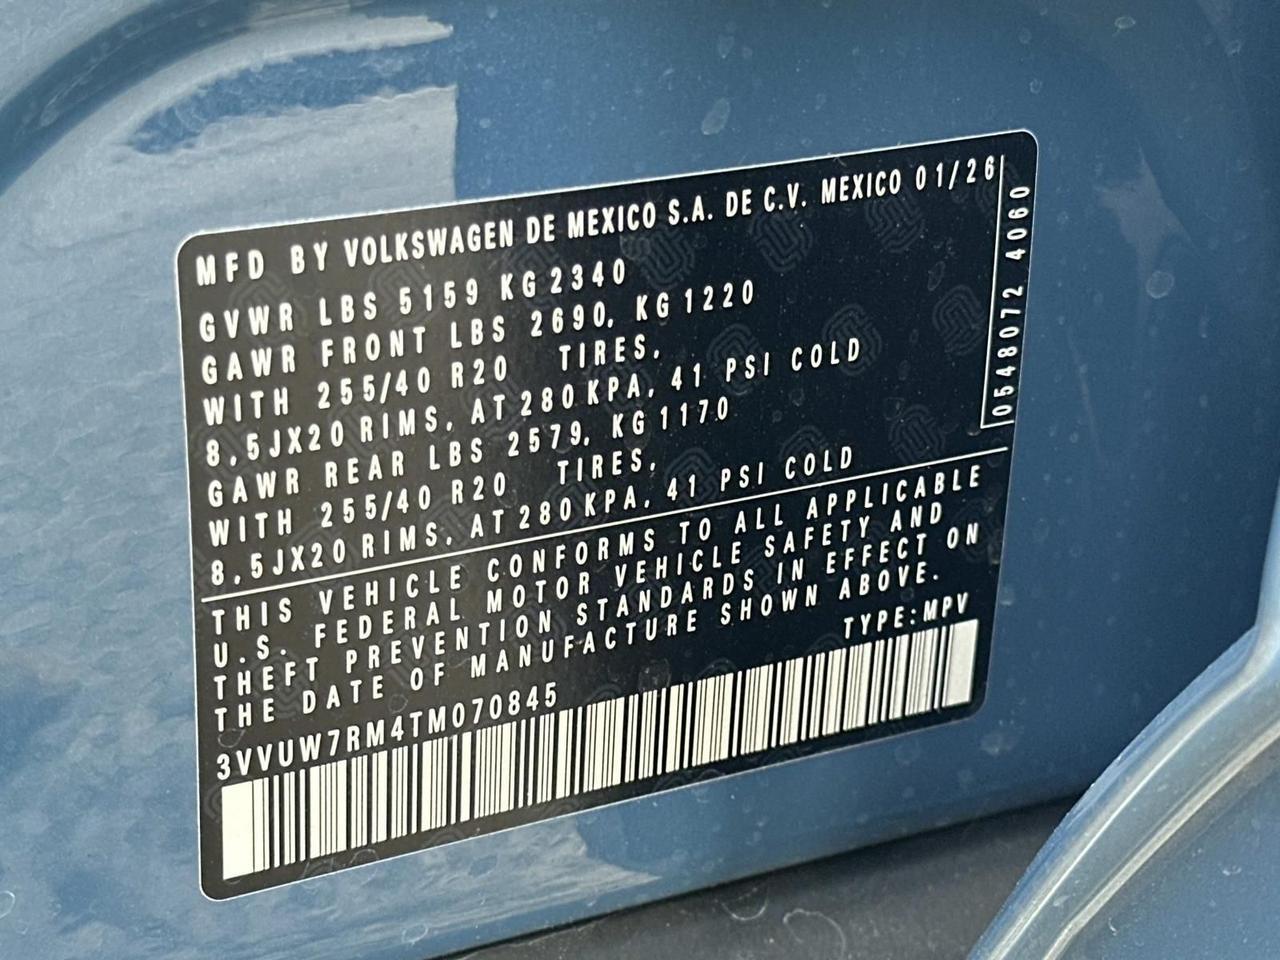 MFD BY VOLKSWAGEN DE MEXICO S.A. DE C.V. MEXICO 01/26
GVWR LBS 5159 KG 2340
GAWR FRONT LBS 2690, KG 1220
WITH 255/40 R20 TIRES,
8,5JX20 RIMS, AT 280 KPA, 41 PSI COLD
GAWR REAR LBS 2579, KG 1170
WITH 255/40 R20 TIRES,
8,5JX20 RIMS, AT 280 KPA, 41 PSI COLD
0548072 4060
THIS VEHICLE CONFORMS TO ALL APPLICABLE
U.S. FEDERAL MOTOR VEHICLE SAFETY AND
THEFT PREVENTION STANDARDS IN EFFECT ON
THE DATE OF MANUFACTURE SHOWN ABOVE.
TYPE: MPV
3VVUW7RM4TM070845